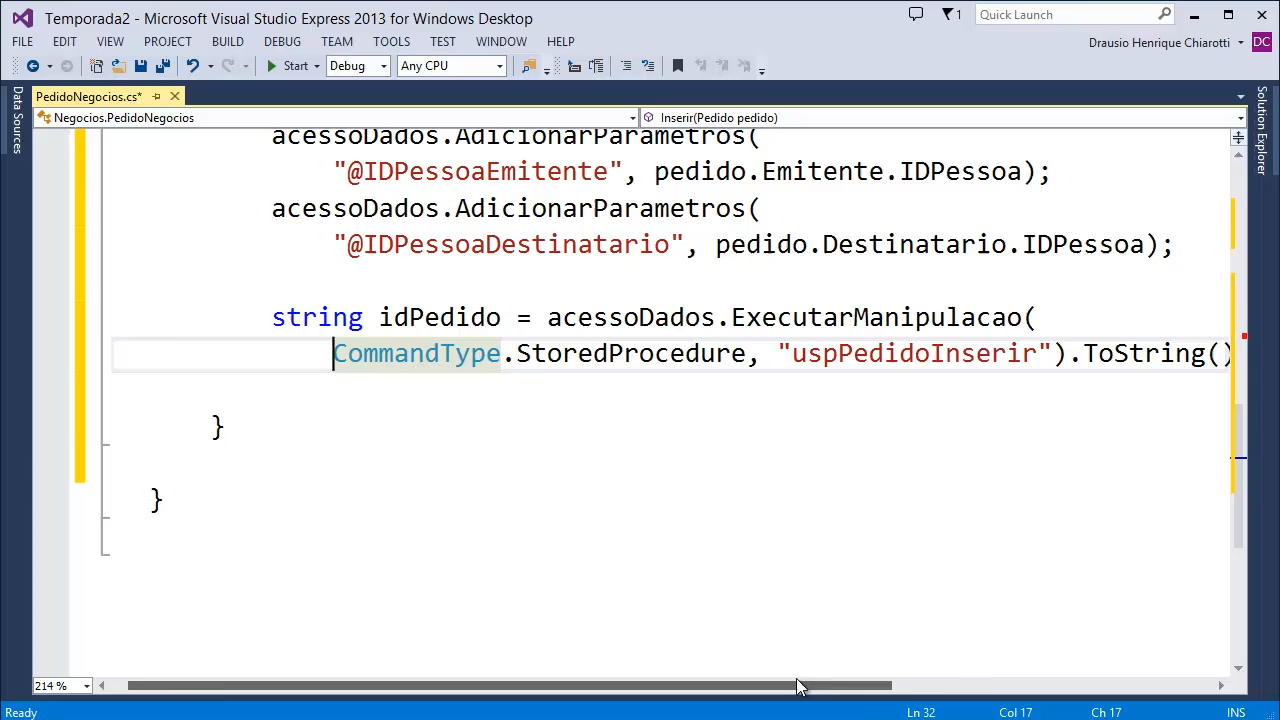 Temporada2 - Microsoft Visual Studio Express 2013 for Windows Desktop
1
Quick Launch
FILE EDIT VIEW PROJECT BUILD DEBUG TEAM TOOLS TEST WINDOW HELP
Drausio Henrique Chiarotti
DC
Start Debug Any CPU
Data Sources
PedidoNegocios.cs*
Solution Explorer
Negocios.PedidoNegocios
Inserir(Pedido pedido)
acessoDados.AdicionarParametros(
"@IDPessoaEmitente", pedido.Emitente.IDPessoa);
acessoDados.AdicionarParametros(
"@IDPessoaDestinatario", pedido.Destinatario.IDPessoa);
string idPedido = acessoDados.ExecutarManipulacao(
CommandType.StoredProcedure, "uspPedidoInserir").ToString()
}
}
214 %
Ready
Ln 32
Col 17
Ch 17
INS